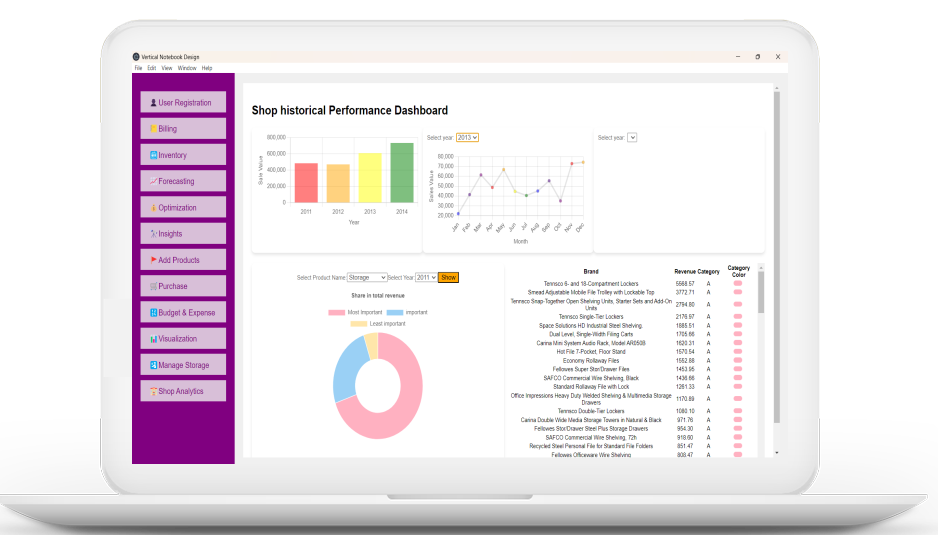 Vertical Notebook Design
File Edit View Window Help
User Registration
Billing
Inventory
Forecasting
Optimization
Insights
Add Products
Purchase
Budget & Expense
Visualization
Manage Storage
Shop Analytics
Shop historical Performance Dashboard
800,000
600,000
400,000
200,000
0
Sale Value
2011 2012 2013 2014
Year
Select year: 2013
80,000
70,000
60,000
50,000
40,000
30,000
20,000
Sales Value
Jan Feb Mar Apr May Jun Jul Aug Sep Oct Nov Dec
Month
Select year:
Select Product Name: Storage Select Year: 2011 Show
Share in total revenue
Most Important important
Least important
Brand Revenue Category Category Color
Tennsco 6- and 18-Compartment Lockers 5568.57 A
Smead Adjustable Mobile File Trolley with Lockable Top 3772.71 A
Tennsco Snap-Together Open Shelving Units, Starter Sets and Add-On
Units 2794.80 A
Tennsco Single-Tier Lockers 2176.97 A
Space Solutions HD Industrial Steel Shelving. 1885.51 A
Dual Level, Single-Width Filing Carts 1705.66 A
Carina Mini System Audio Rack, Model AR050B 1620.31 A
Hot File 7-Pocket, Floor Stand 1570.54 A
Economy Rollaway Files 1552.88 A
Fellowes Super Stor/Drawer Files 1453.95 A
SAFCO Commercial Wire Shelving, Black 1436.66 A
Standard Rollaway File with Lock 1261.33 A
Office Impressions Heavy Duty Welded Shelving & Multimedia Storage
Drawers 1170.89 A
Tennsco Double-Tier Lockers 1080.10 A
Carina Double Wide Media Storage Towers in Natural & Black 971.76 A
Fellowes Stor/Drawer Steel Plus Storage Drawers 954.30 A
SAFCO Commercial Wire Shelving, 72h 918.60 A
Recycled Steel Personal File for Standard File Folders 851.47 A
Fellowes Officeware Wire Shelving 808.47 A